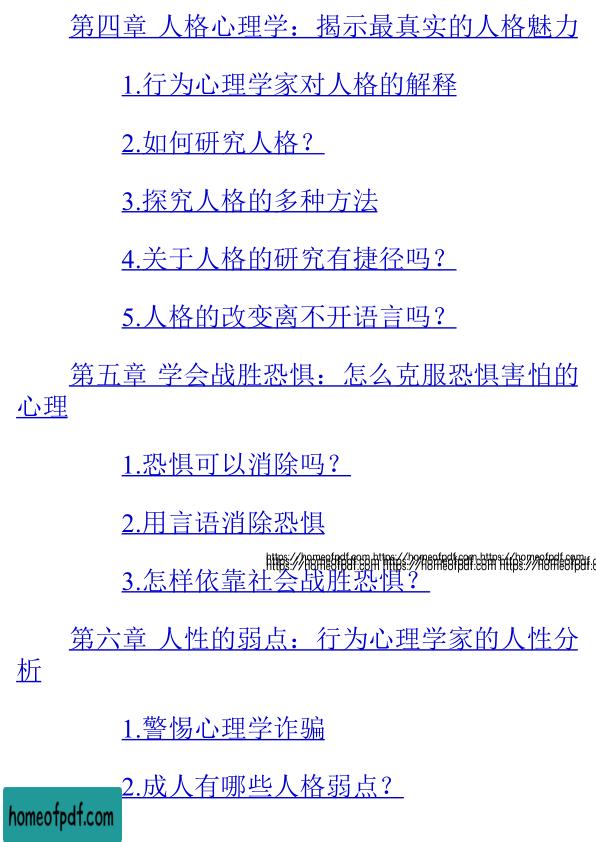 第四章 人格心理学：揭示最真实的人格魅力
1.行为心理学家对人格的解释
2.如何研究人格？
3.探究人格的多种方法
4.关于人格的研究有捷径吗？
5.人格的改变离不开语言吗？
第五章 学会战胜恐惧：怎么克服恐惧害怕的
心理
1.恐惧可以消除吗？
2.用言语消除恐惧
https://homeofpdf.com https://homeofpdf.com https://homeofpdf.com
https://homeofpdf.com https://homeofpdf.com https://homeofpdf.c
3.怎样依靠社会战胜恐惧？
第六章 人性的弱点：行为心理学家的人性分
析
1.警惕心理学诈骗
2.成人有哪些人格弱点？
homeofpdf.com